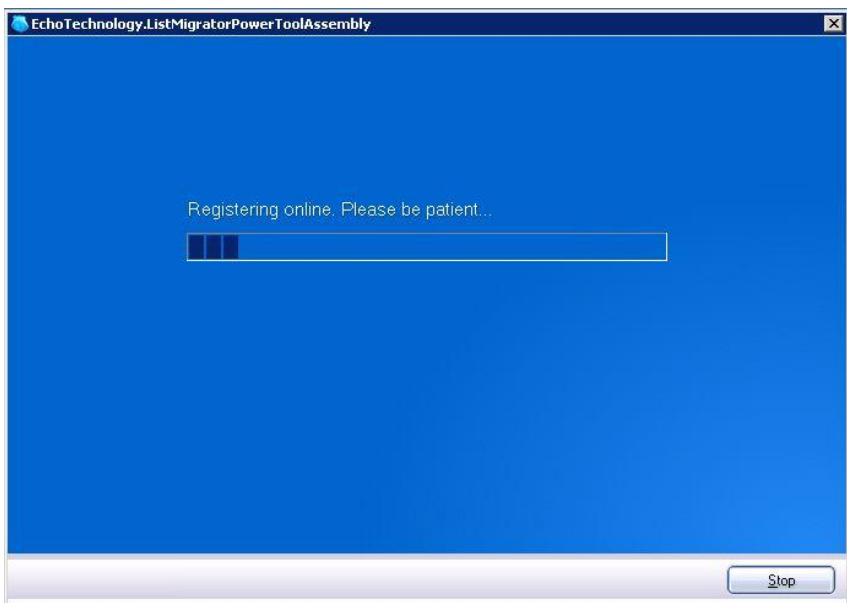 EchoTechnology.ListMigratorPowerToolAssembly
Registering online. Please be patient...
Stop